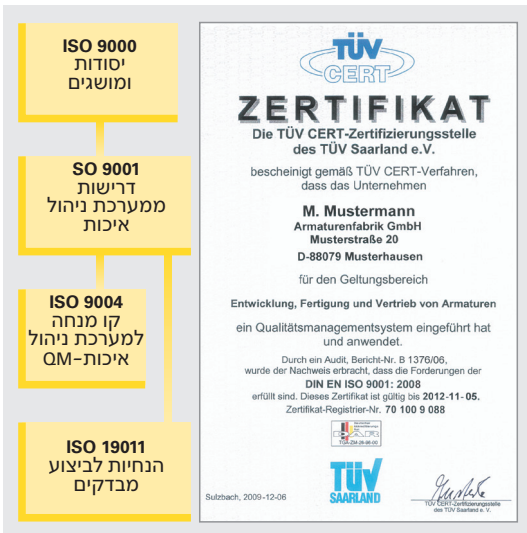 ISO 9000
יסודות
ומושגים
SO 9001
דרישות
ממערכת ניהול
איכות
ISO 9004
קו מנחה
למערכת ניהול
איכות-QM
ISO 19011
הנחיות לביצוע
מבדקים
TÜV
CERT
ZERTIFIKAT
Die TÜV CERT-Zertifizierungsstelle
des TÜV Saarland e.V.
bescheinigt gemäß TÜV CERT-Verfahren,
dass das Unternehmen
M. Mustermann
Armaturenfabrik GmbH
Musterstraße 20
D-88079 Musterhausen
für den Geltungsbereich
Entwicklung, Fertigung und Vertrieb von Armaturen
ein Qualitätsmanagementsystem eingeführt hat
und anwendet.
Durch ein Audit, Bericht-Nr. B 1376/06,
wurde der Nachweis erbracht, dass die Forderungen der
DIN EN ISO 9001: 2008
erfüllt sind. Dieses Zertifikat ist gültig bis 2012-11-05.
Zertifikat-Registrier-Nr. 70 100 9 088
TÜV
SAARLAND
Sulzbach, 2009-12-06
TÜV CERT-Zertifizierungsstelle
des TÜV Saarland e. V.